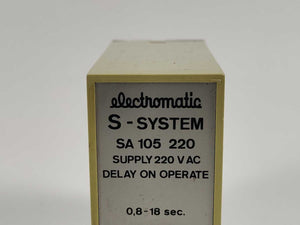 electromatic
S - SYSTEM
SA 105 220
SUPPLY 220 V AC
DELAY ON OPERATE
0,8-18 sec.